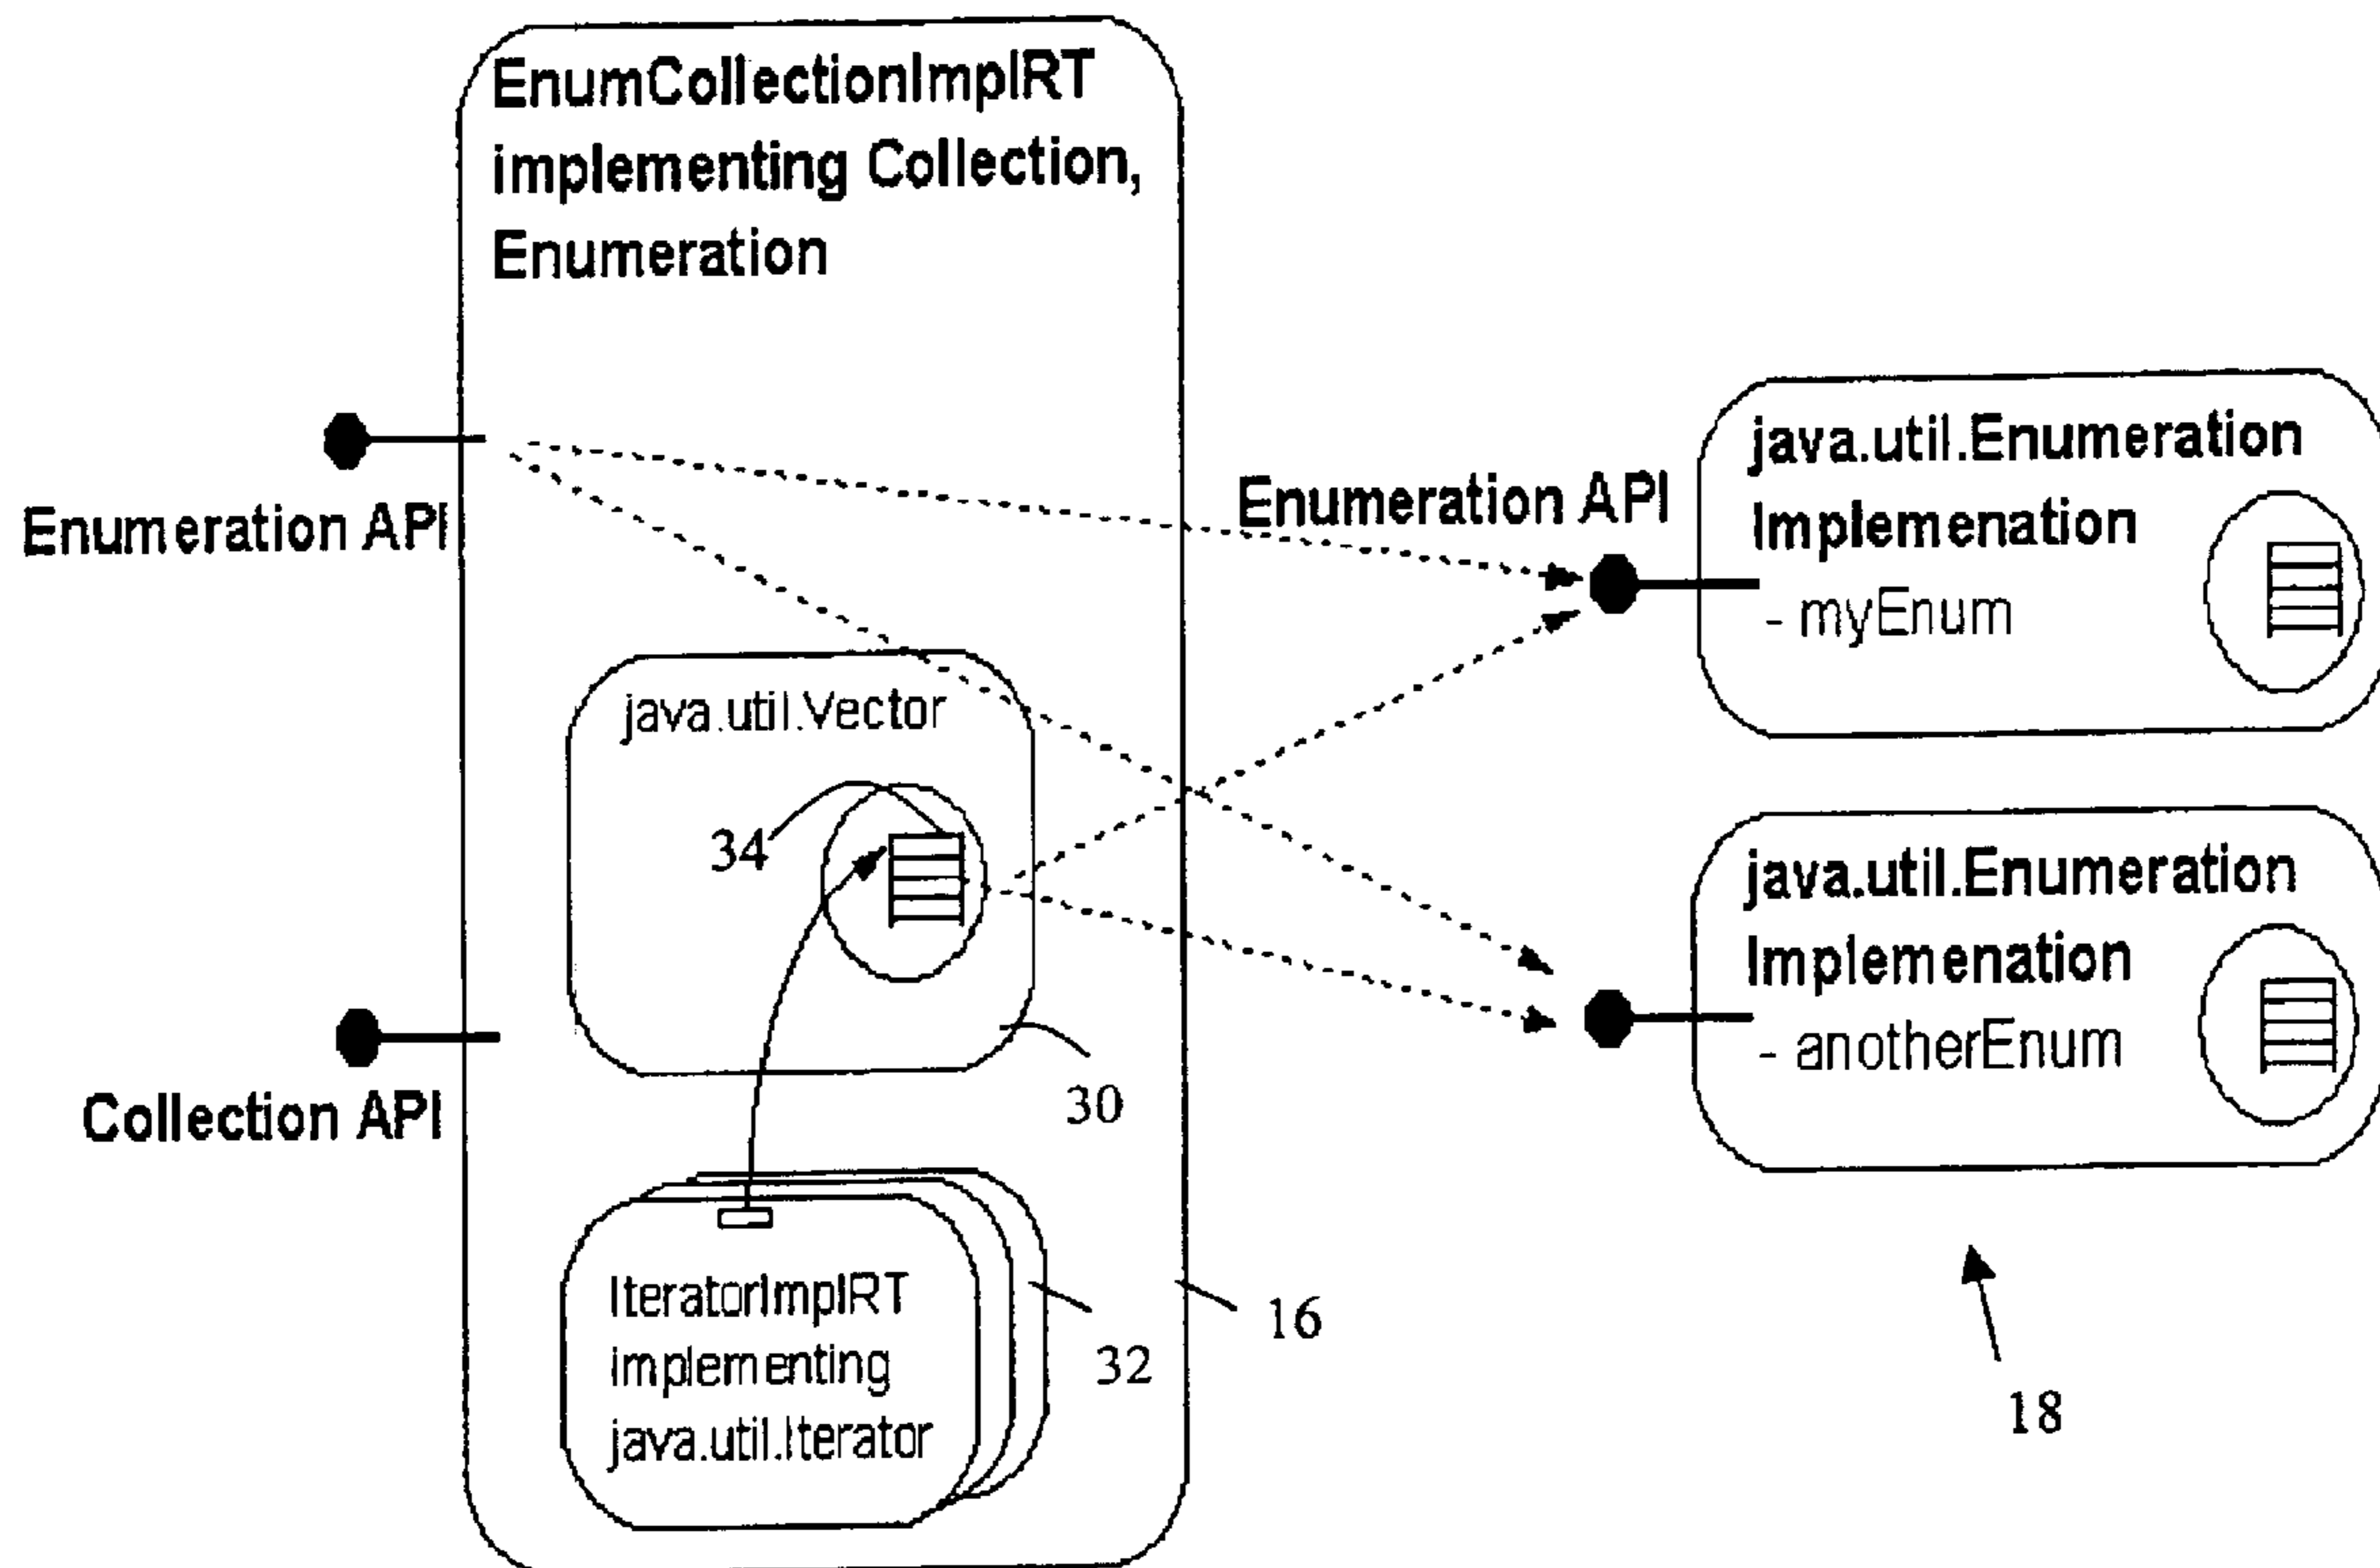 EnumCollectionImplRT
implementing Collection,
Enumeration
Enumeration API
Enumeration API
java.util.Enumeration
Implemenation
- myEnum
java.util.Vector
34
java.util.Enumeration
Implemenation
- anotherEnum
30
Collection API
IteratorImplRT
implementing
java.util.Iterator
32
16
18